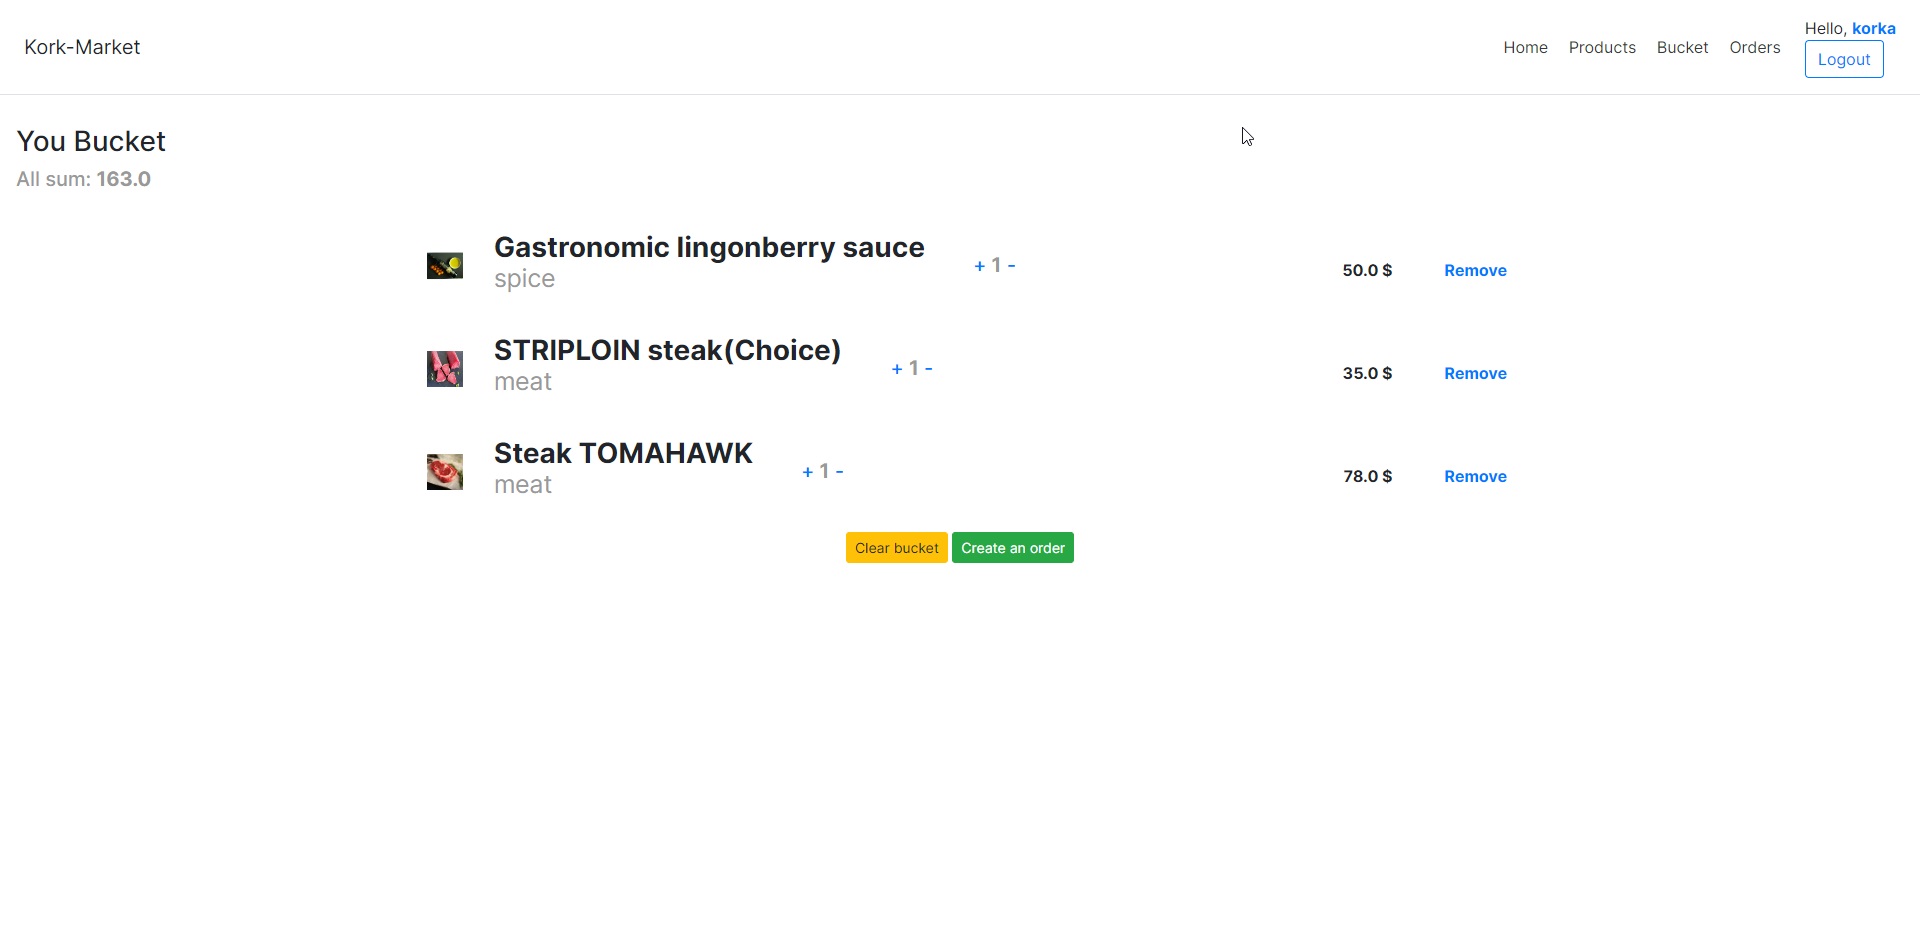 Kork-Market
Home Products Bucket Orders
Hello, korka
Logout
You Bucket
All sum: 163.0
Gastronomic lingonberry sauce
spice
+ 1 -
50.0 $
Remove
STRIPLOIN steak(Choice)
meat
+ 1 -
35.0 $
Remove
Steak TOMAHAWK
meat
+ 1 -
78.0 $
Remove
Clear bucket
Create an order